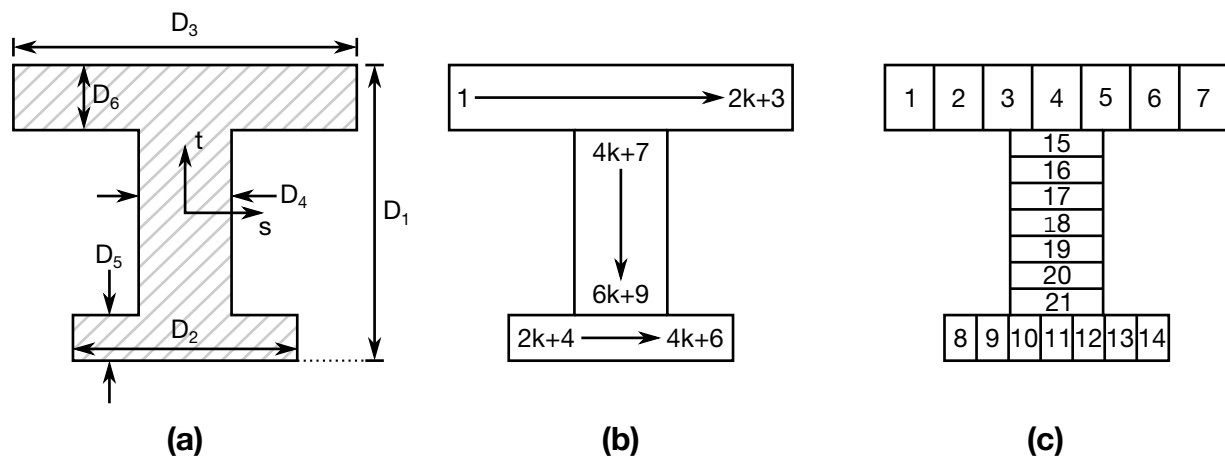 D₃
D₆
t
D₄
s
D₁
D₅
D₂
(a)
1 2k+3
4k+7
6k+9
2k+4 4k+6
(b)
1 2 3 4 5 6 7
15
16
17
18
19
20
21
8 9 10 11 12 13 14
(c)